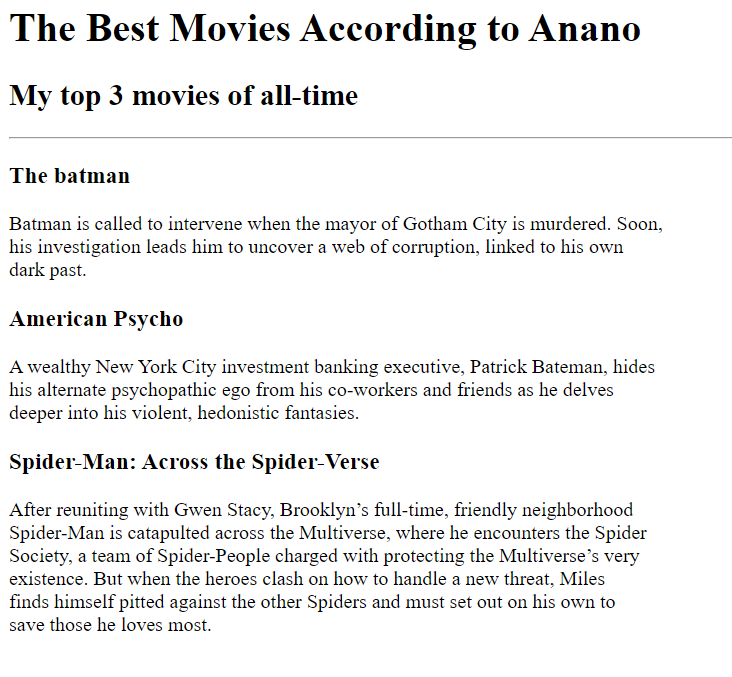 The Best Movies According to Anano
My top 3 movies of all-time
The batman
Batman is called to intervene when the mayor of Gotham City is murdered. Soon,
his investigation leads him to uncover a web of corruption, linked to his own
dark past.
American Psycho
A wealthy New York City investment banking executive, Patrick Bateman, hides
his alternate psychopathic ego from his co-workers and friends as he delves
deeper into his violent, hedonistic fantasies.
Spider-Man: Across the Spider-Verse
After reuniting with Gwen Stacy, Brooklyn’s full-time, friendly neighborhood
Spider-Man is catapulted across the Multiverse, where he encounters the Spider
Society, a team of Spider-People charged with protecting the Multiverse’s very
existence. But when the heroes clash on how to handle a new threat, Miles
finds himself pitted against the other Spiders and must set out on his own to
save those he loves most.